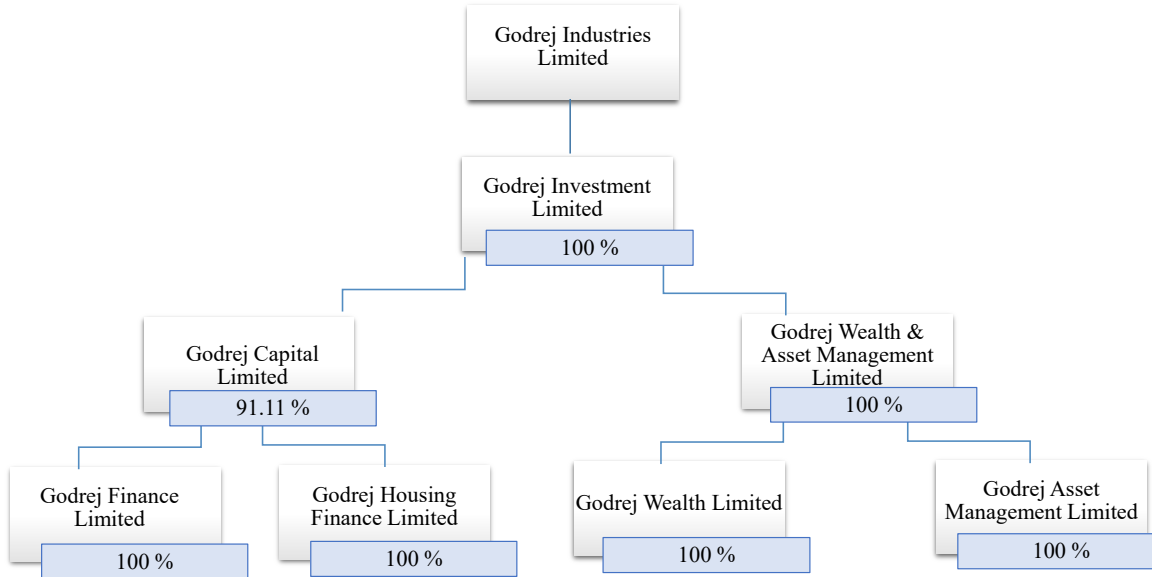 Godrej Industries
Limited
Godrej Investment
Limited
100 %
Godrej Capital
Limited
91.11 %
Godrej Wealth &
Asset Management
Limited
100 %
Godrej Finance
Limited
100 %
Godrej Housing
Finance Limited
100 %
Godrej Wealth Limited
100 %
Godrej Asset
Management Limited
100 %